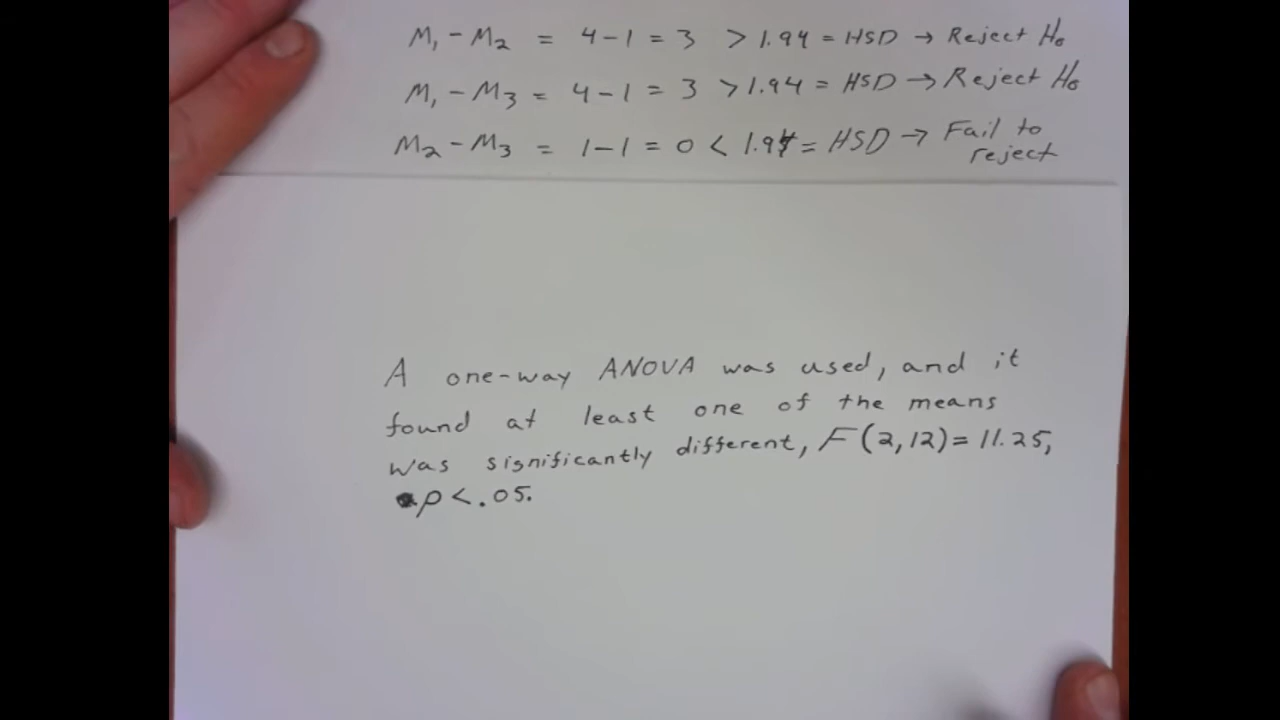 M₁ - M₂ = 4-1 = 3 > 1.94 = HSD → Reject H₀
M₁ - M₃ = 4-1 = 3 > 1.94 = HSD → Reject H₀
M₂ - M₃ = 1-1 = 0 < 1.94 = HSD → Fail to
reject
A one-way ANOVA was used, and it
found at least one of the means
was significantly different, F(2,12) = 11.25,
p < .05.